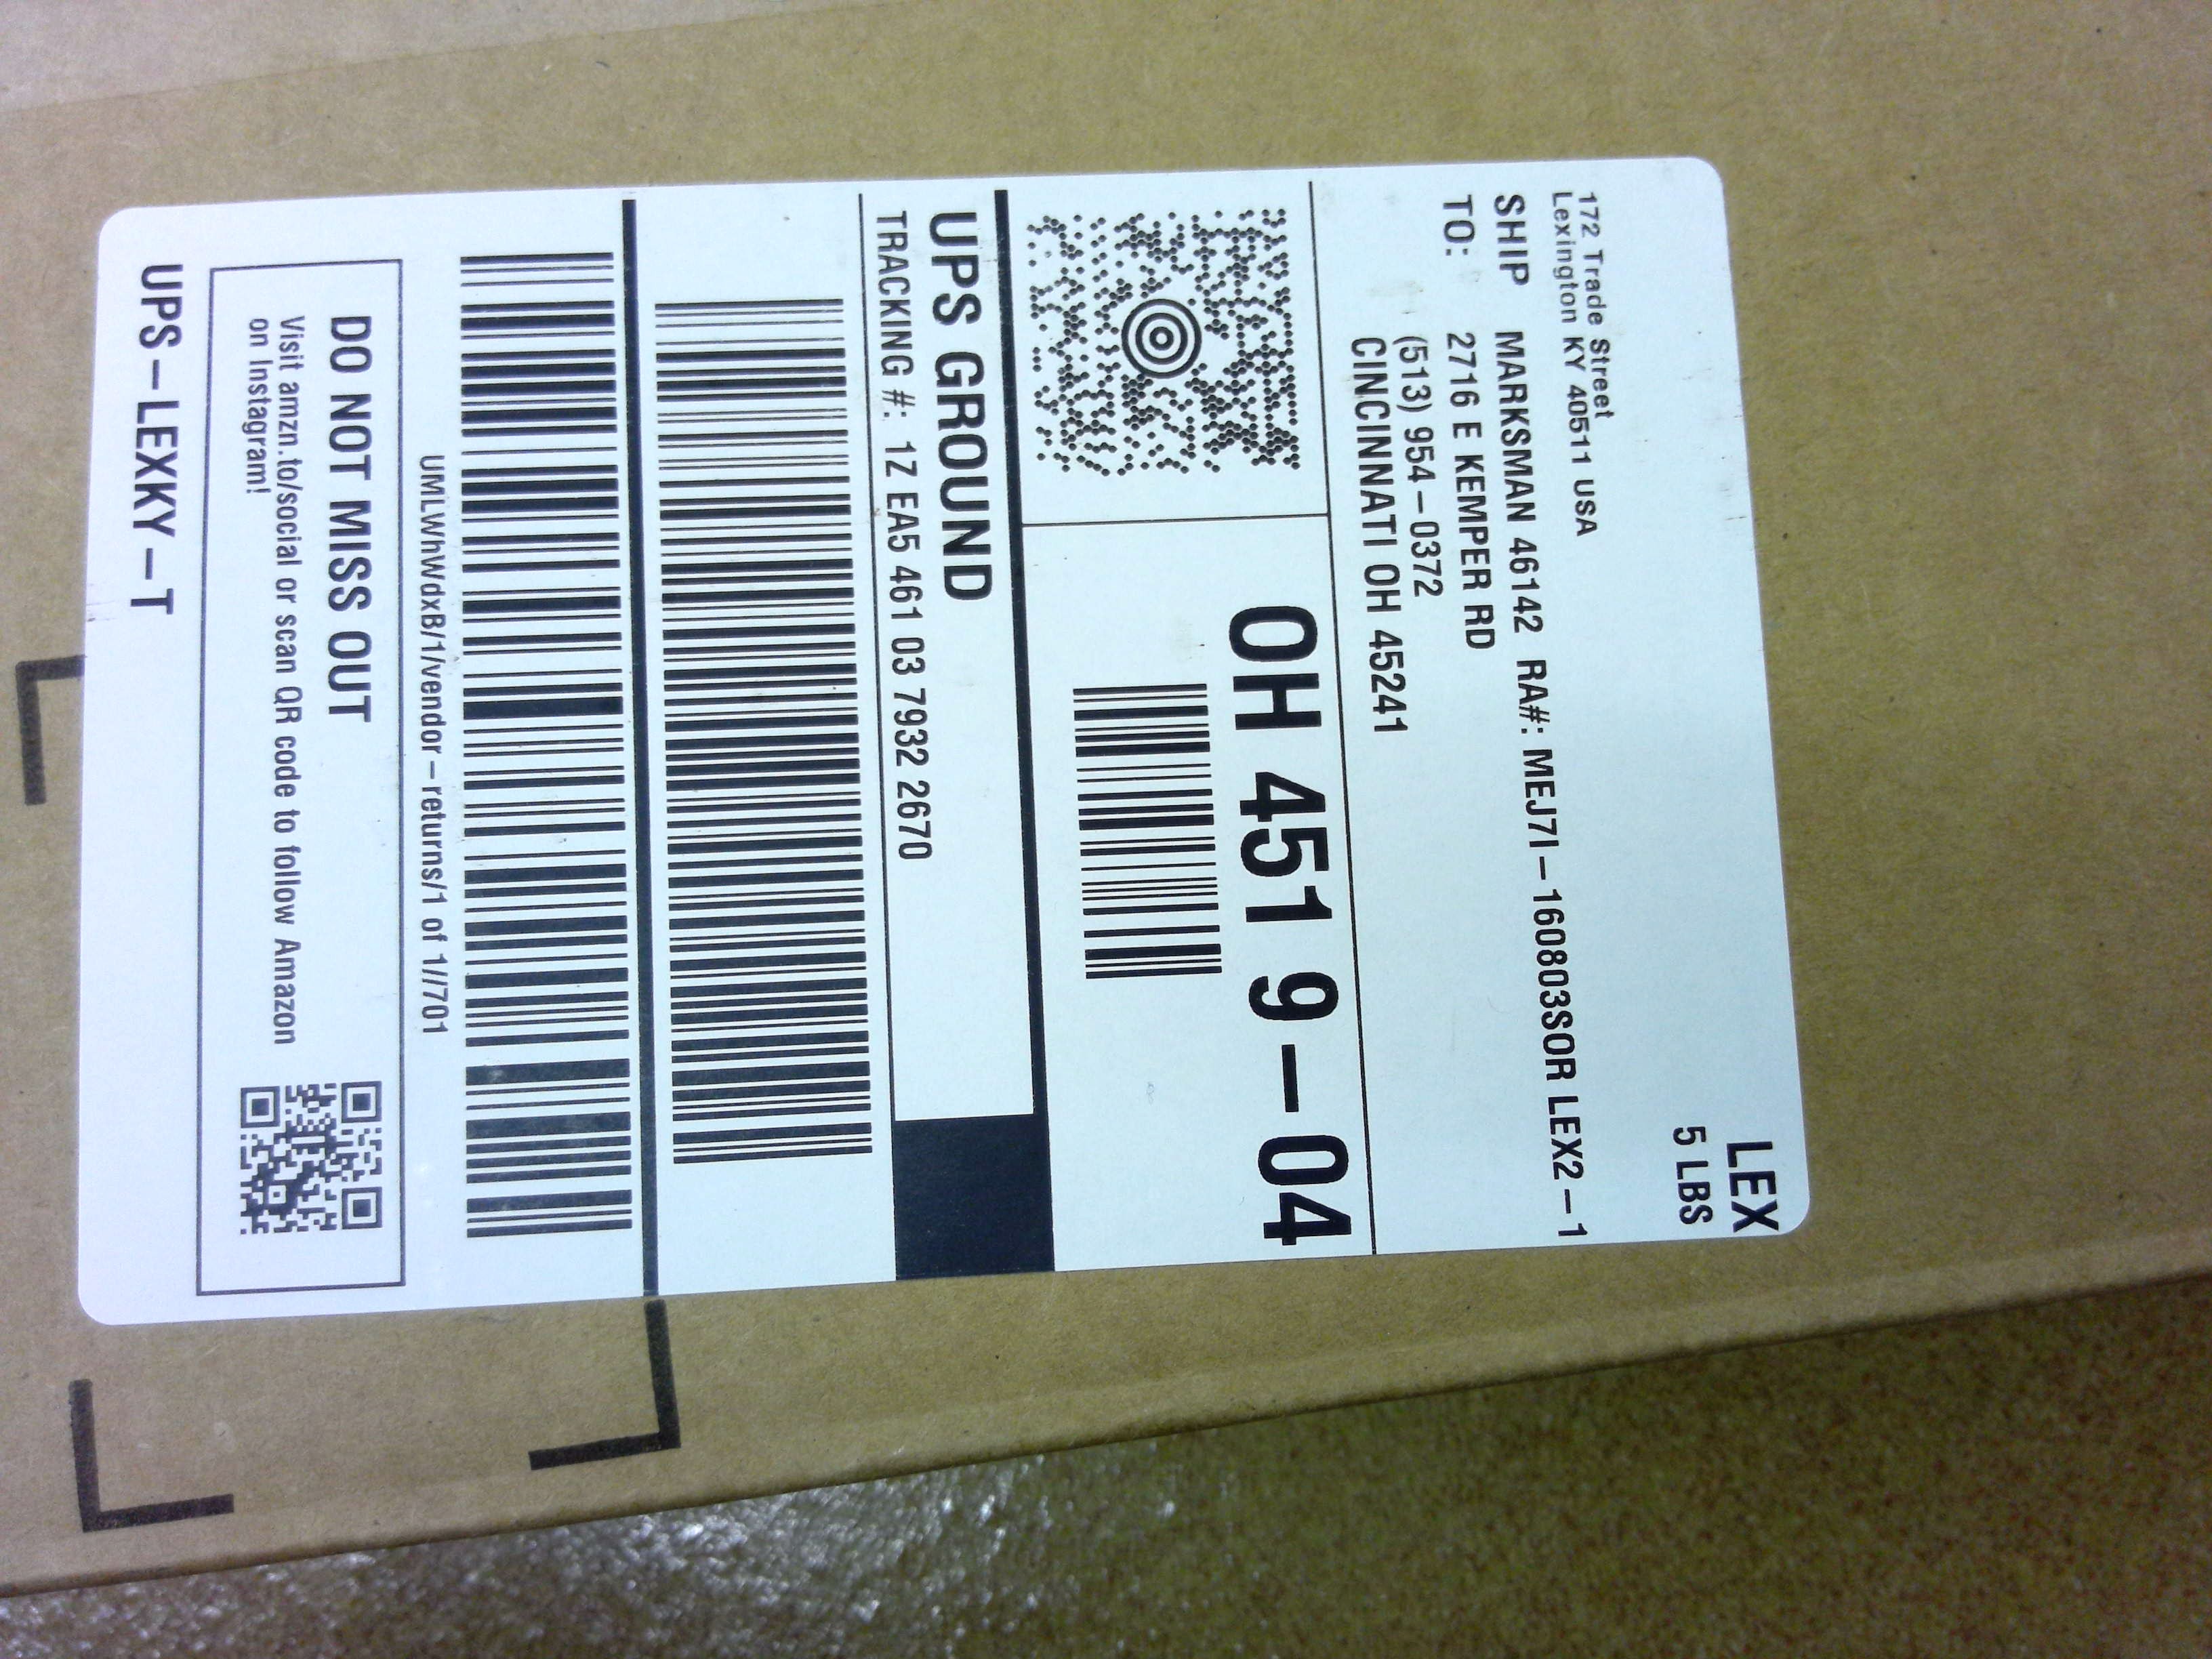 LEX
5 LBS
172 Trade Street
Lexington KY 40511 USA
SHIP MARKSMAN 46142 RA#: MEJ7I-160803SOR LEX2-1
TO: 2716 E KEMPER RD
(513) 954-0372
CINCINNATI OH 45241
OH 451 9-04
UPS GROUND
TRACKING #: 1Z EA5 461 03 7932 2670
UMLWhWdxB/1/vendor-returns/1 of 1//701
DO NOT MISS OUT
Visit amzn.to/social or scan QR code to follow Amazon
on Instagram!
UPS-LEXKY-T